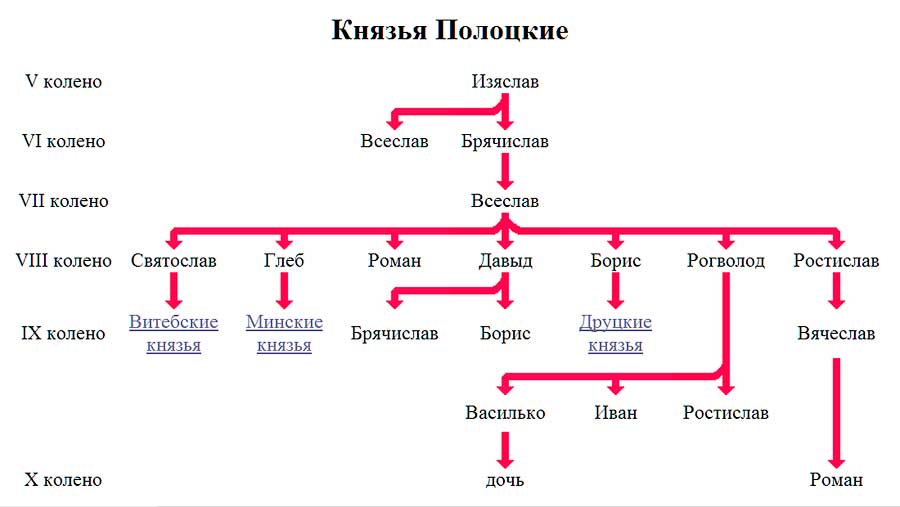 Князья Полоцкие
V колено Изяслав
VI колено Всеслав Брячислав
VII колено Всеслав
VIII колено Святослав Глеб Роман Давыд Борис Рогволод Ростислав
IX колено Витебские князья Минские князья Брячислав Борис Друцкие князья Вячеслав
Василько Иван Ростислав
X колено дочь Роман